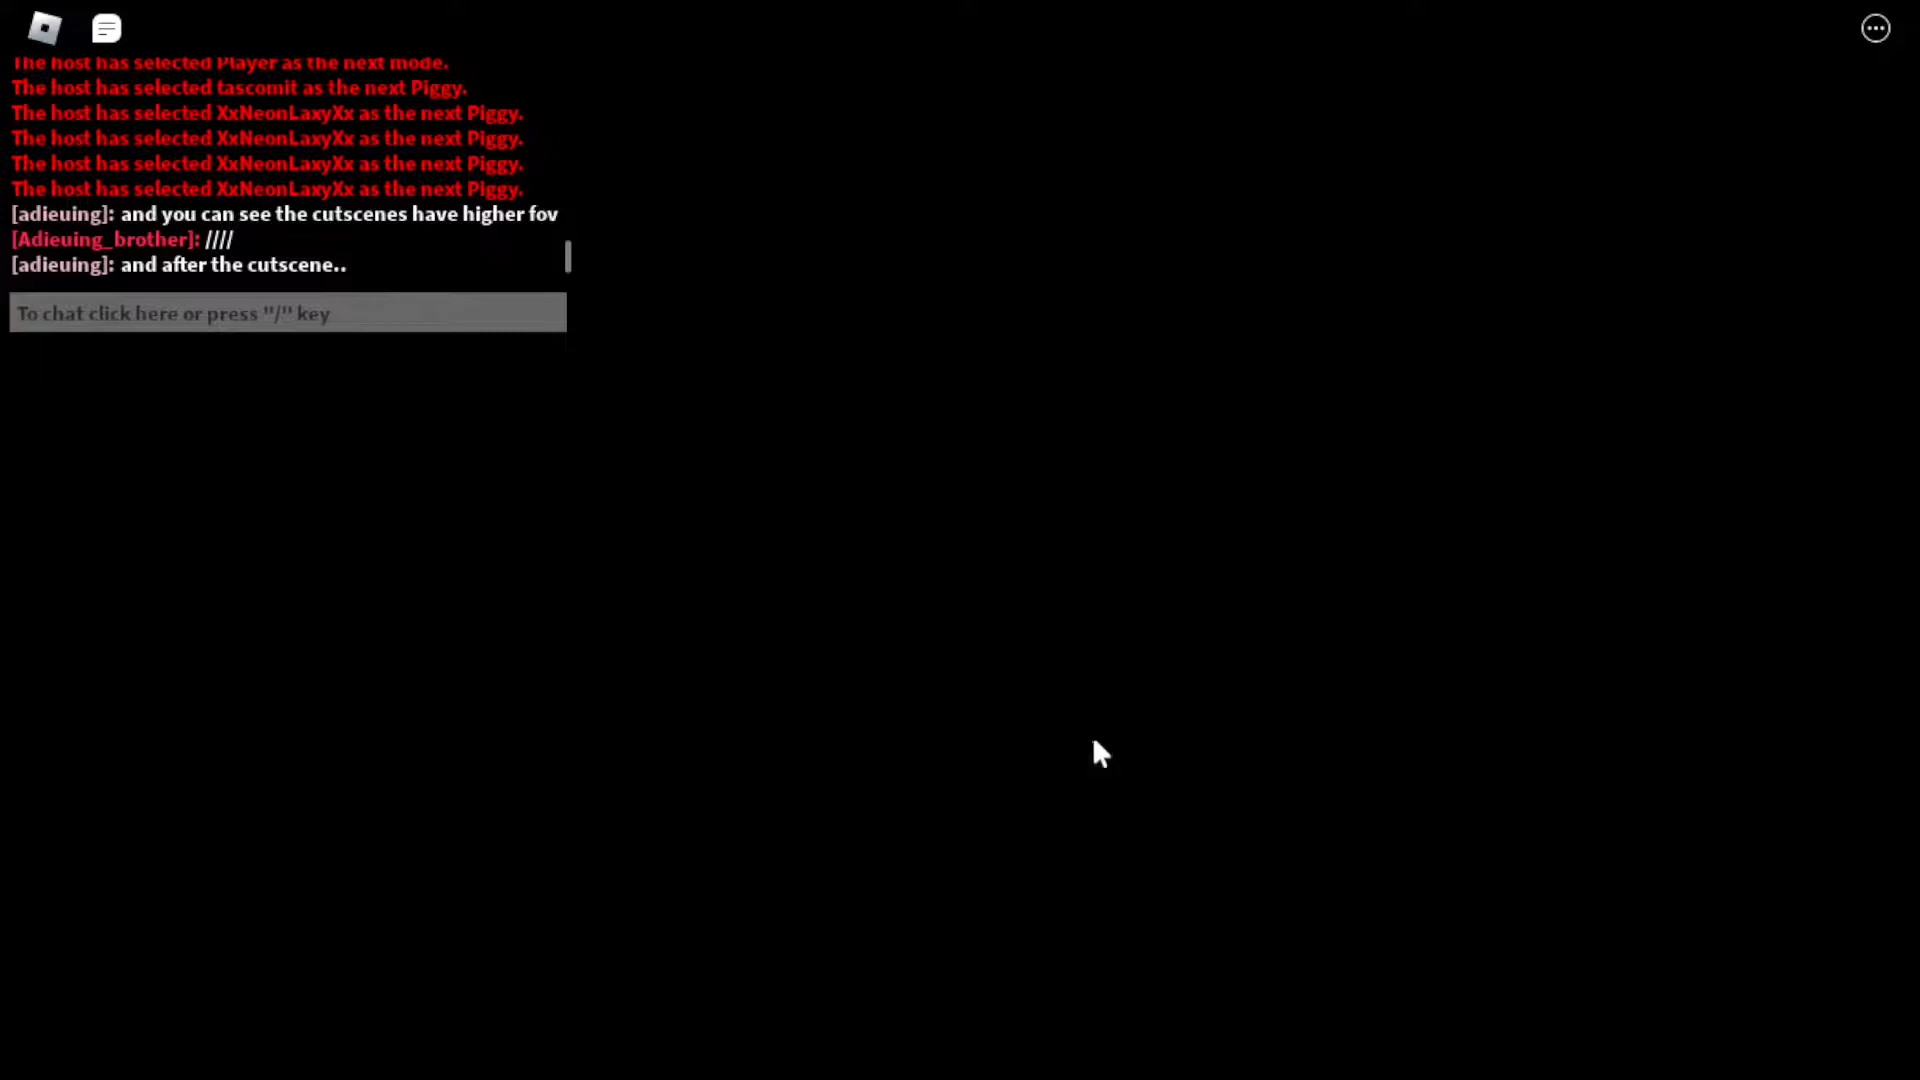 The host has selected Player as the next mode.
The host has selected tascomit as the next Piggy.
The host has selected XxNeonLaxyXx as the next Piggy.
The host has selected XxNeonLaxyXx as the next Piggy.
The host has selected XxNeonLaxyXx as the next Piggy.
The host has selected XxNeonLaxyXx as the next Piggy.
[adieuing]: and you can see the cutscenes have higher fov
[Adieuing_brother]: ////
[adieuing]: and after the cutscene..
To chat click here or press "/" key